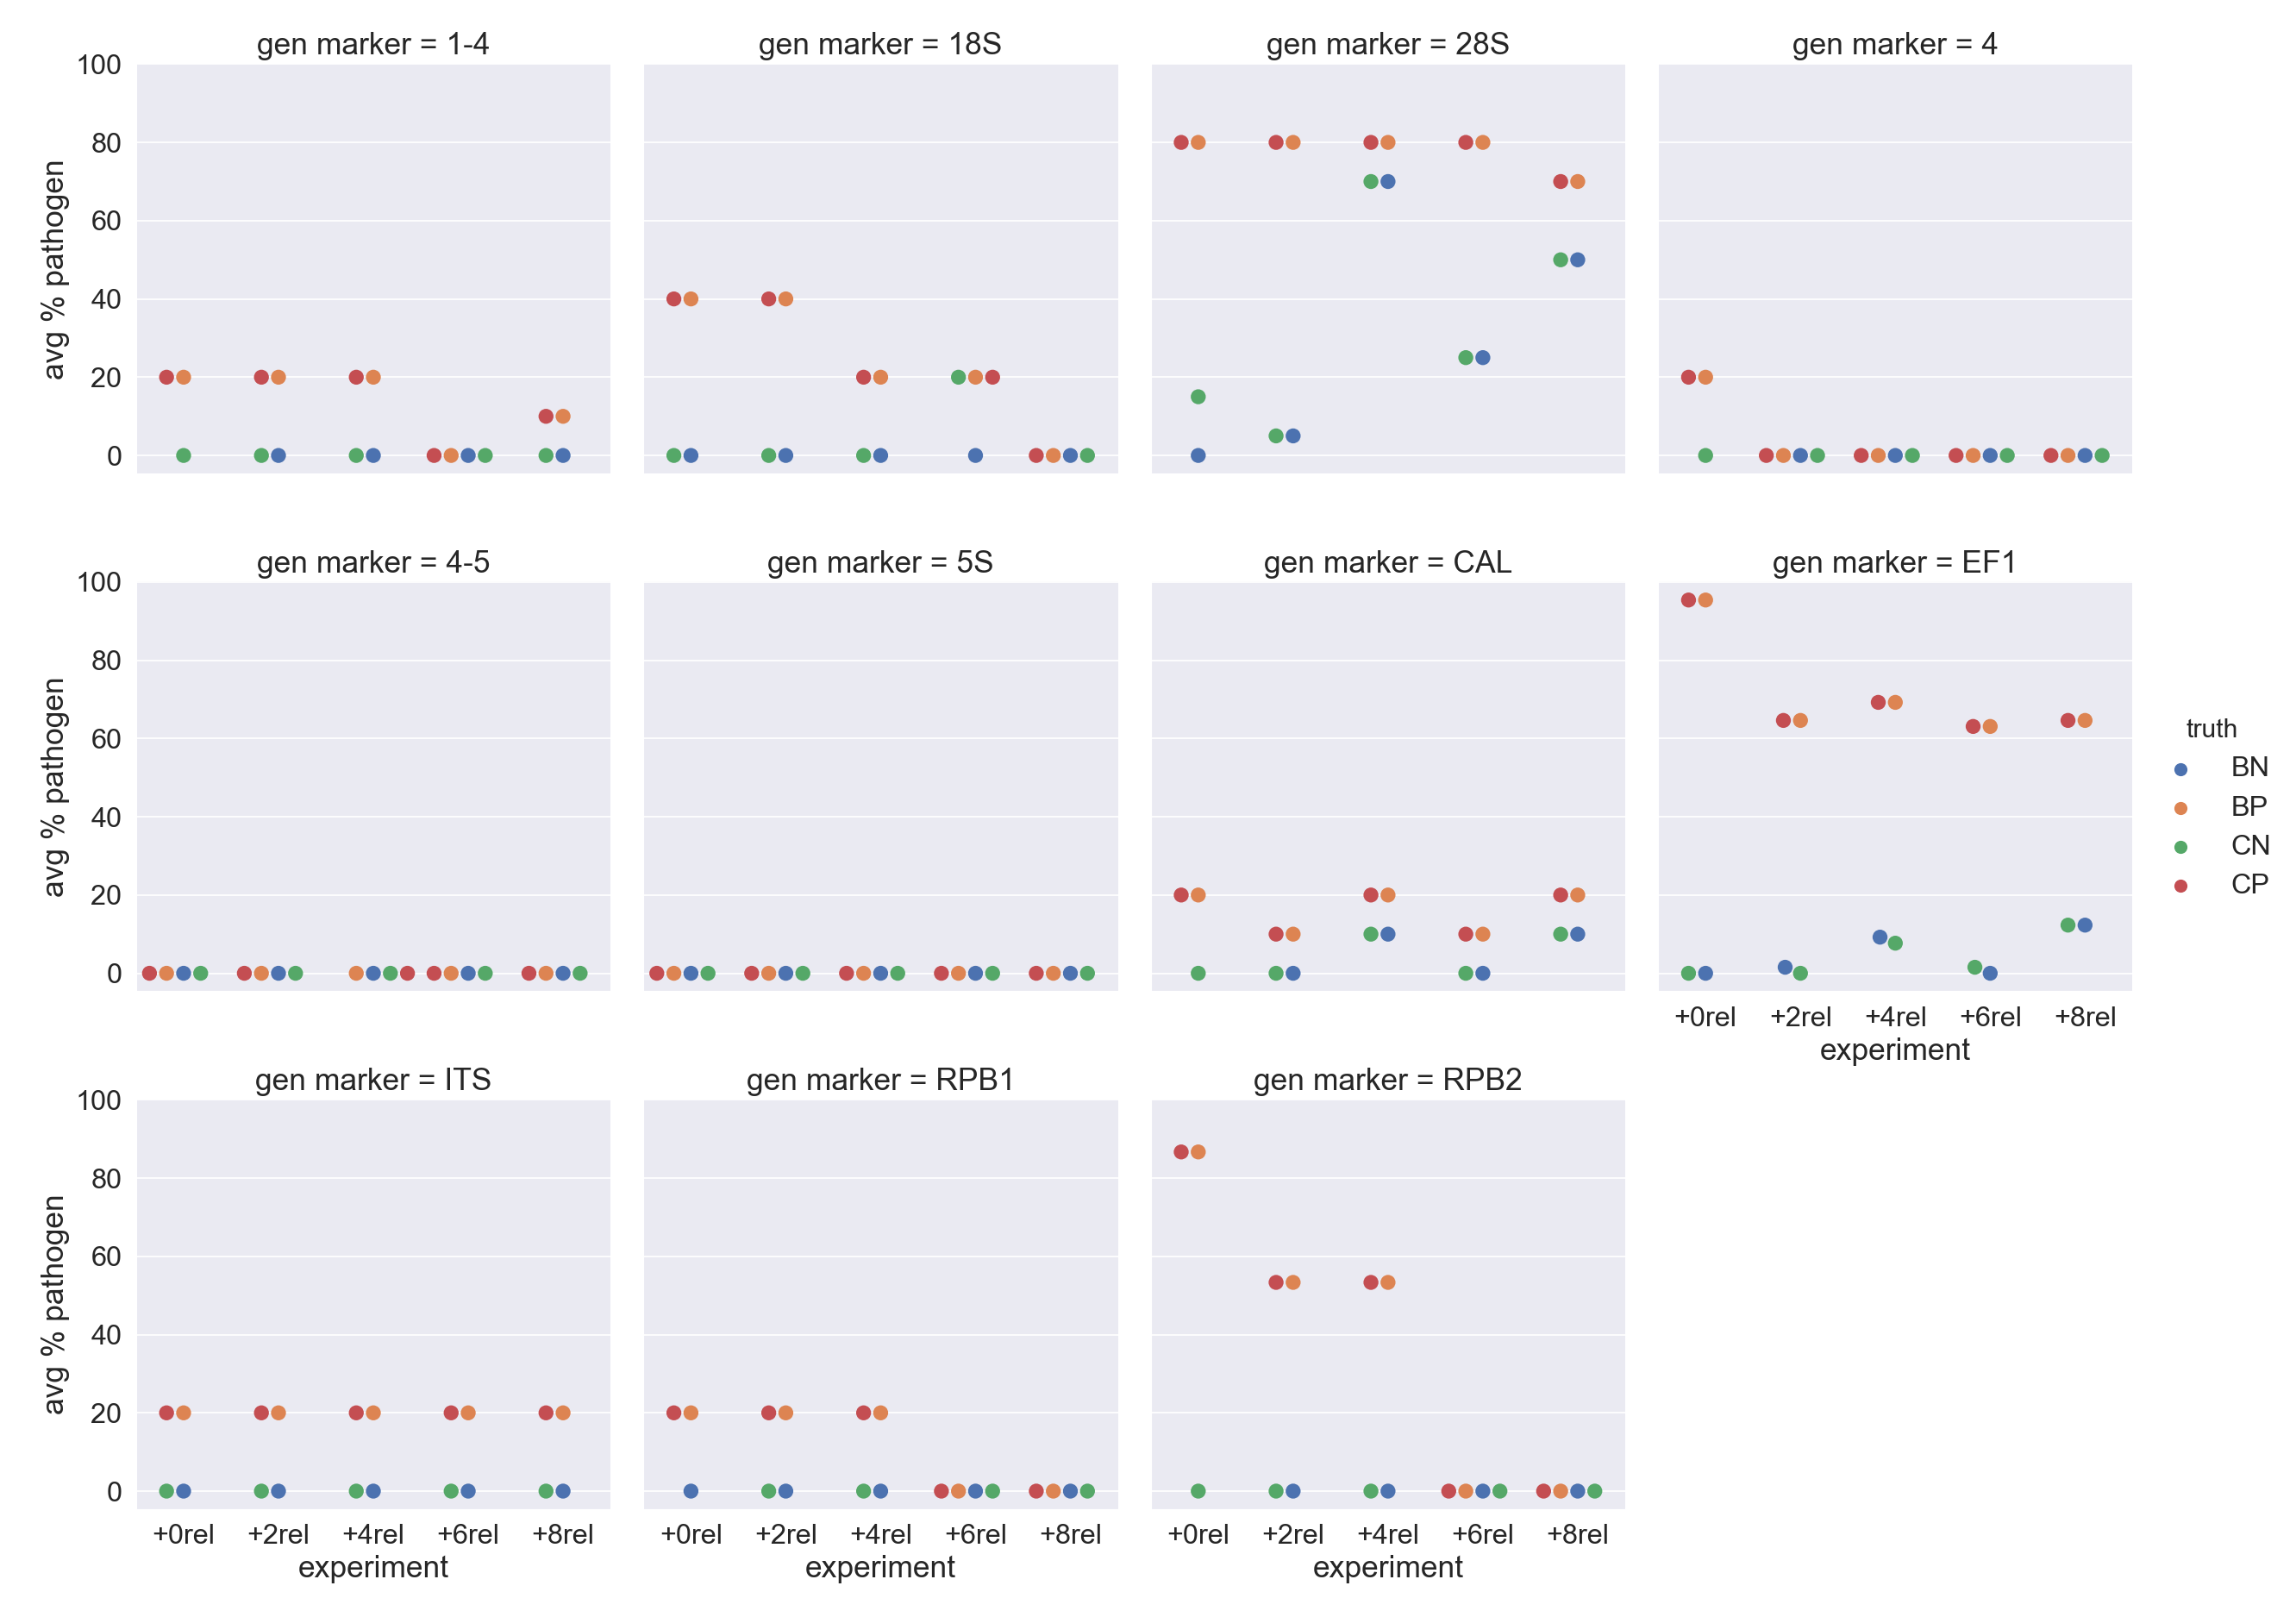 gen marker = 1-4
gen marker = 18S
gen marker = 28S
gen marker = 4
100
80
60
40
20
0
avg % pathogen
gen marker = 4-5
gen marker = 5S
gen marker = CAL
gen marker = EF1
100
80
60
40
20
0
avg % pathogen
+0rel +2rel +4rel +6rel +8rel
experiment
truth
BN
BP
CN
CP
gen marker = ITS
gen marker = RPB1
gen marker = RPB2
100
80
60
40
20
0
avg % pathogen
+0rel +2rel +4rel +6rel +8rel
experiment
+0rel +2rel +4rel +6rel +8rel
experiment
+0rel +2rel +4rel +6rel +8rel
experiment